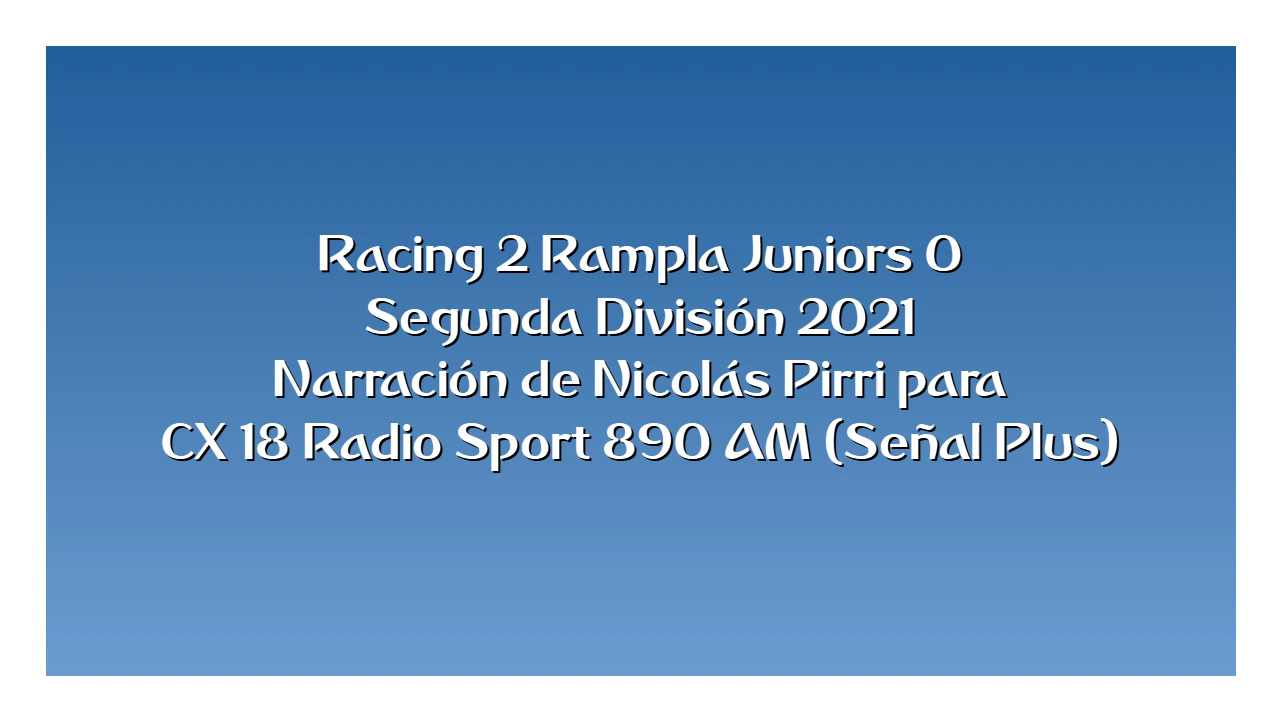 Racing 2 Rampla Juniors 0
Segunda División 2021
Narración de Nicolás Pirri para
CX 18 Radio Sport 890 AM (Señal Plus)